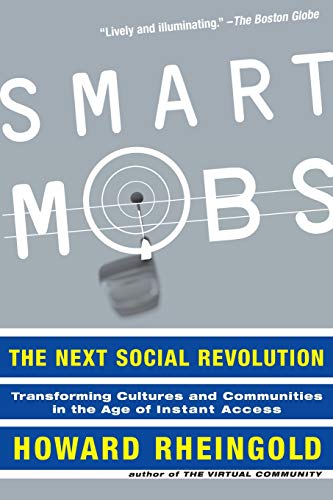 "Lively and illuminating." –The Boston Globe
SMART
MOBS
THE NEXT SOCIAL REVOLUTION
Transforming Cultures and Communities
in the Age of Instant Access
HOWARD RHEINGOLD
author of THE VIRTUAL COMMUNITY